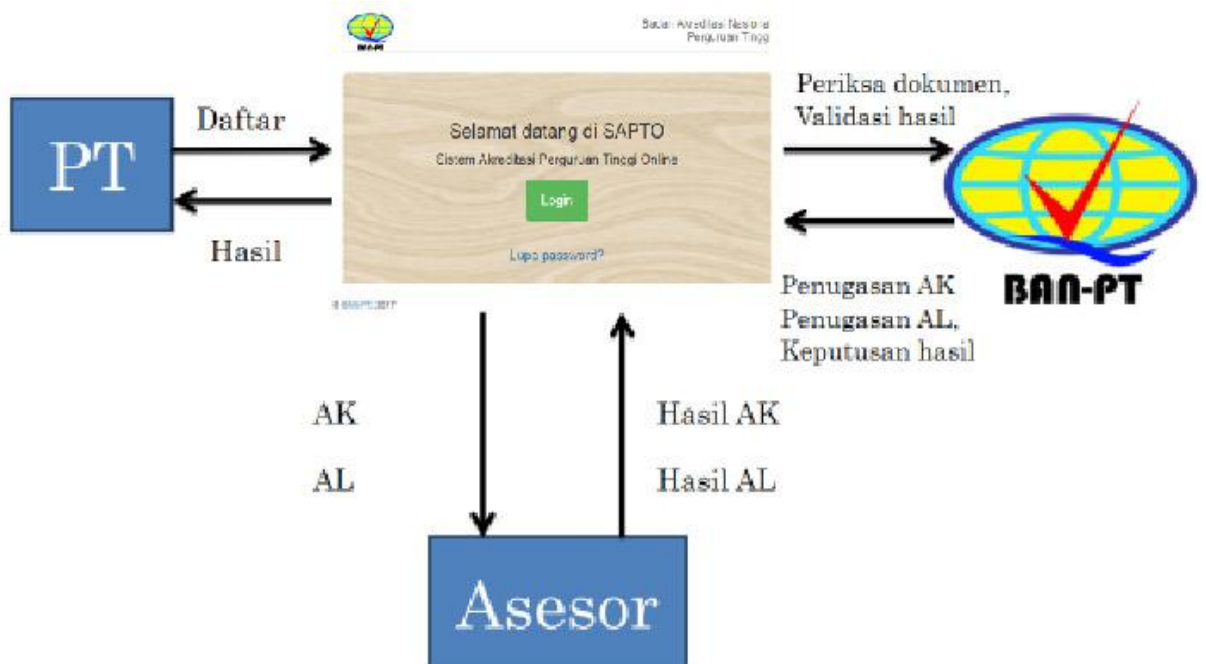 BAN-PT
Badan Akreditasi Nasional
Perguruan Tinggi
PT
Daftar
Hasil
Selamat datang di SAPTO
Sistem Akreditasi Perguruan Tinggi Online
Login
Lupa password?
Periksa dokumen,
Validasi hasil
BAN-PT
Penugasan AK
Penugasan AL,
Keputusan hasil
AK
AL
Hasil AK
Hasil AL
Asesor